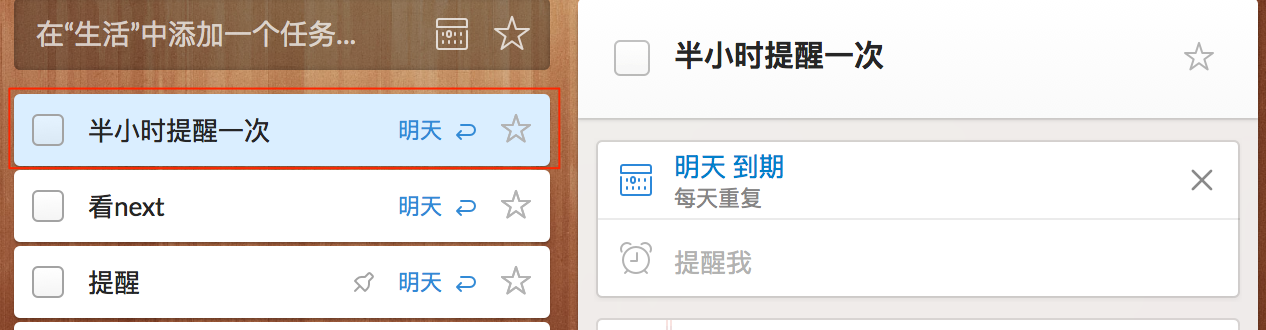 在“生活”中添加一个任务...
半小时提醒一次 明天
看next 明天
提醒 明天
半小时提醒一次
明天 到期
每天重复
提醒我